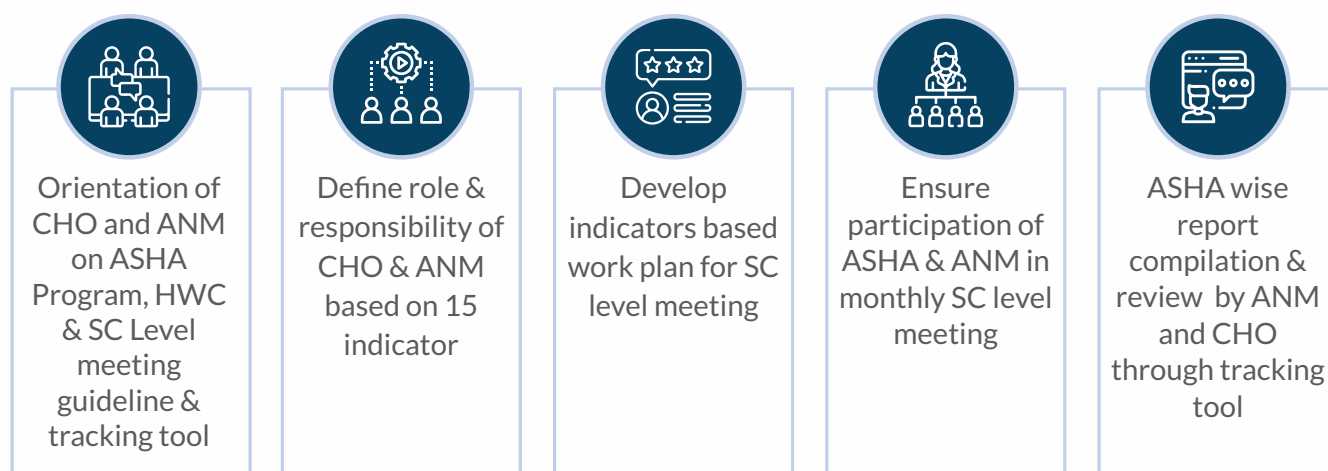 Orientation of
CHO and ANM
on ASHA
Program, HWC
& SC Level
meeting
guideline &
tracking tool
Define role &
responsibility of
CHO & ANM
based on 15
indicator
Develop
indicators based
work plan for SC
level meeting
Ensure
participation of
ASHA & ANM in
monthly SC level
meeting
ASHA wise
report
compilation &
review by ANM
and CHO
through tracking
tool